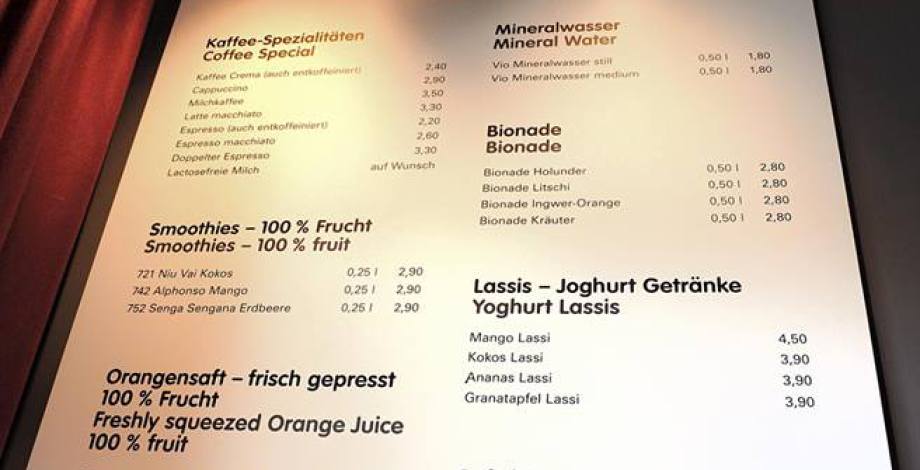 Kaffee-Spezialitäten
Coffee Special
Kaffee Crema (auch entkoffeiniert) 2,40
Cappuccino 2,90
Milchkaffee 3,50
Latte macchiato 3,30
Espresso (auch entkoffeiniert) 2,20
Espresso macchiato 2,60
Doppelter Espresso 3,30
Lactosefreie Milch auf Wunsch
Smoothies – 100 % Frucht
Smoothies – 100 % fruit
721 Niu Vai Kokos 0,25 l 2,90
742 Alphonso Mango 0,25 l 2,90
752 Senga Sengana Erdbeere 0,25 l 2,90
Orangensaft – frisch gepresst
100 % Frucht
Freshly squeezed Orange Juice
100 % fruit
Mineralwasser
Mineral Water
Vio Mineralwasser still 0,50 l 1,80
Vio Mineralwasser medium 0,50 l 1,80
Bionade
Bionade
Bionade Holunder 0,50 l 2,80
Bionade Litschi 0,50 l 2,80
Bionade Ingwer-Orange 0,50 l 2,80
Bionade Kräuter 0,50 l 2,80
Lassis – Joghurt Getränke
Yoghurt Lassis
Mango Lassi 4,50
Kokos Lassi 3,90
Ananas Lassi 3,90
Granatapfel Lassi 3,90